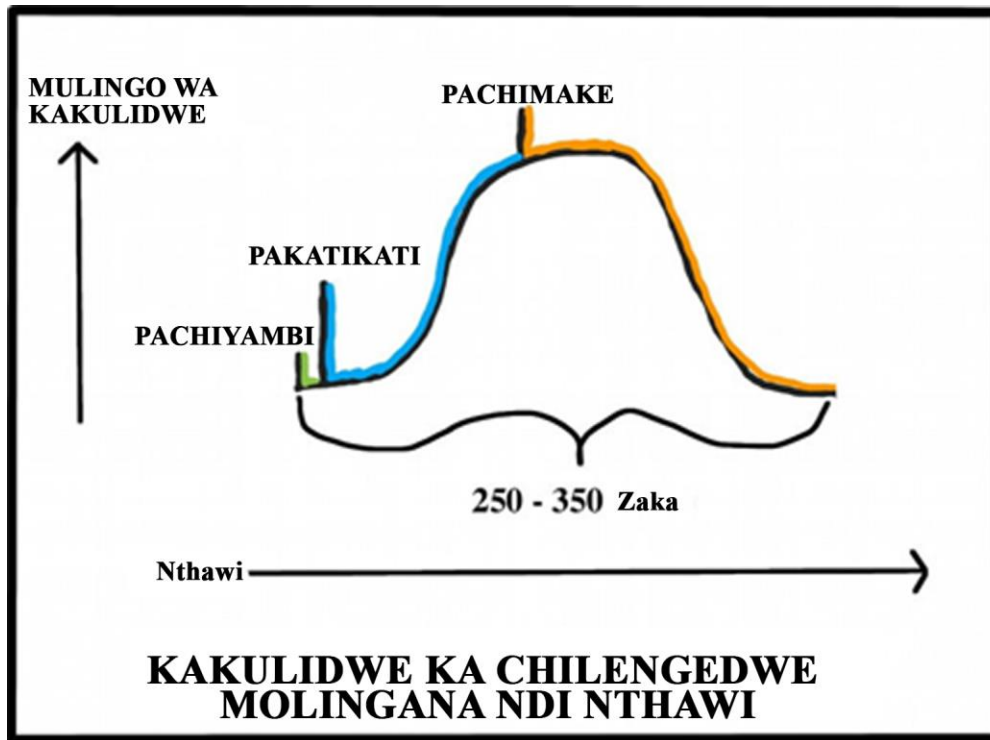 MULINGO WA
KAKULIDWE
PACHIMAKE
PAKATIKATI
PACHIYAMBI
250 - 350 Zaka
Nthawi
KAKULIDWE KA CHILENGEDWE
MOLINGANA NDI NTHAWI